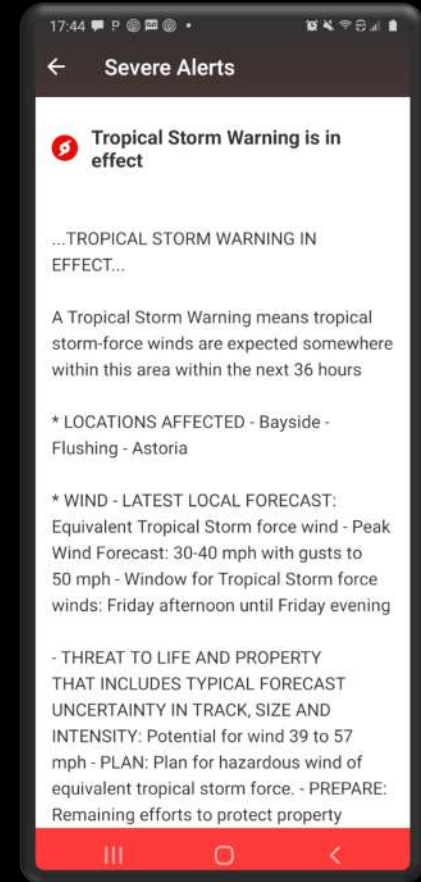 17:44 P
Severe Alerts
Tropical Storm Warning is in
effect
...TROPICAL STORM WARNING IN
EFFECT...
A Tropical Storm Warning means tropical
storm-force winds are expected somewhere
within this area within the next 36 hours
* LOCATIONS AFFECTED - Bayside -
Flushing - Astoria
* WIND - LATEST LOCAL FORECAST:
Equivalent Tropical Storm force wind - Peak
Wind Forecast: 30-40 mph with gusts to
50 mph - Window for Tropical Storm force
winds: Friday afternoon until Friday evening
- THREAT TO LIFE AND PROPERTY
THAT INCLUDES TYPICAL FORECAST
UNCERTAINTY IN TRACK, SIZE AND
INTENSITY: Potential for wind 39 to 57
mph - PLAN: Plan for hazardous wind of
equivalent tropical storm force. - PREPARE:
Remaining efforts to protect property